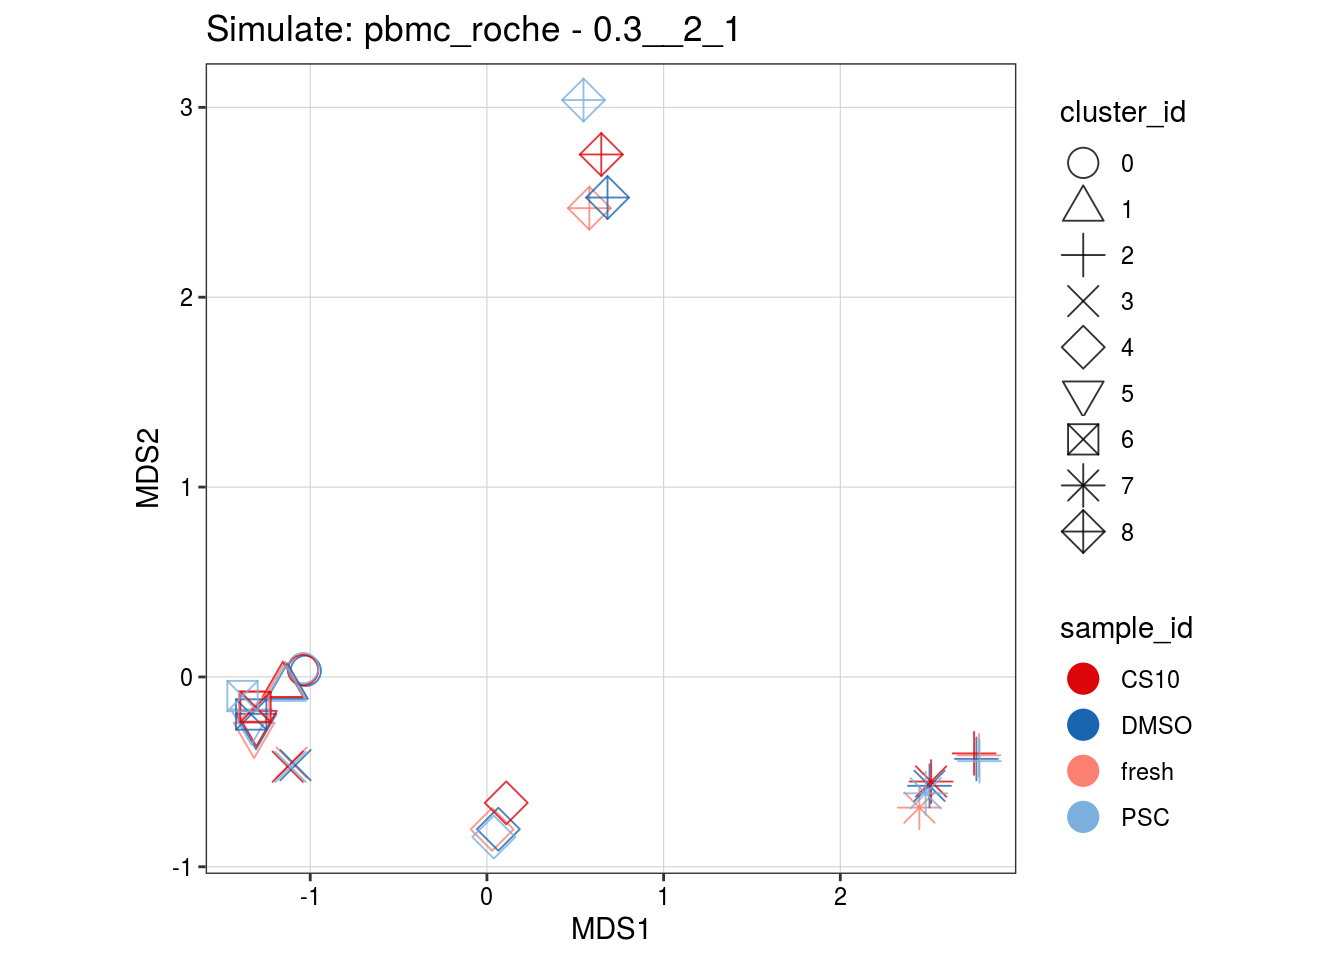 Simulate: pbmc_roche - 0.3__2_1
MDS2
3
2
1
0
-1
-1
0
1
2
MDS1
cluster_id
0
1
2
3
4
5
6
7
8
sample_id
CS10
DMSO
fresh
PSC